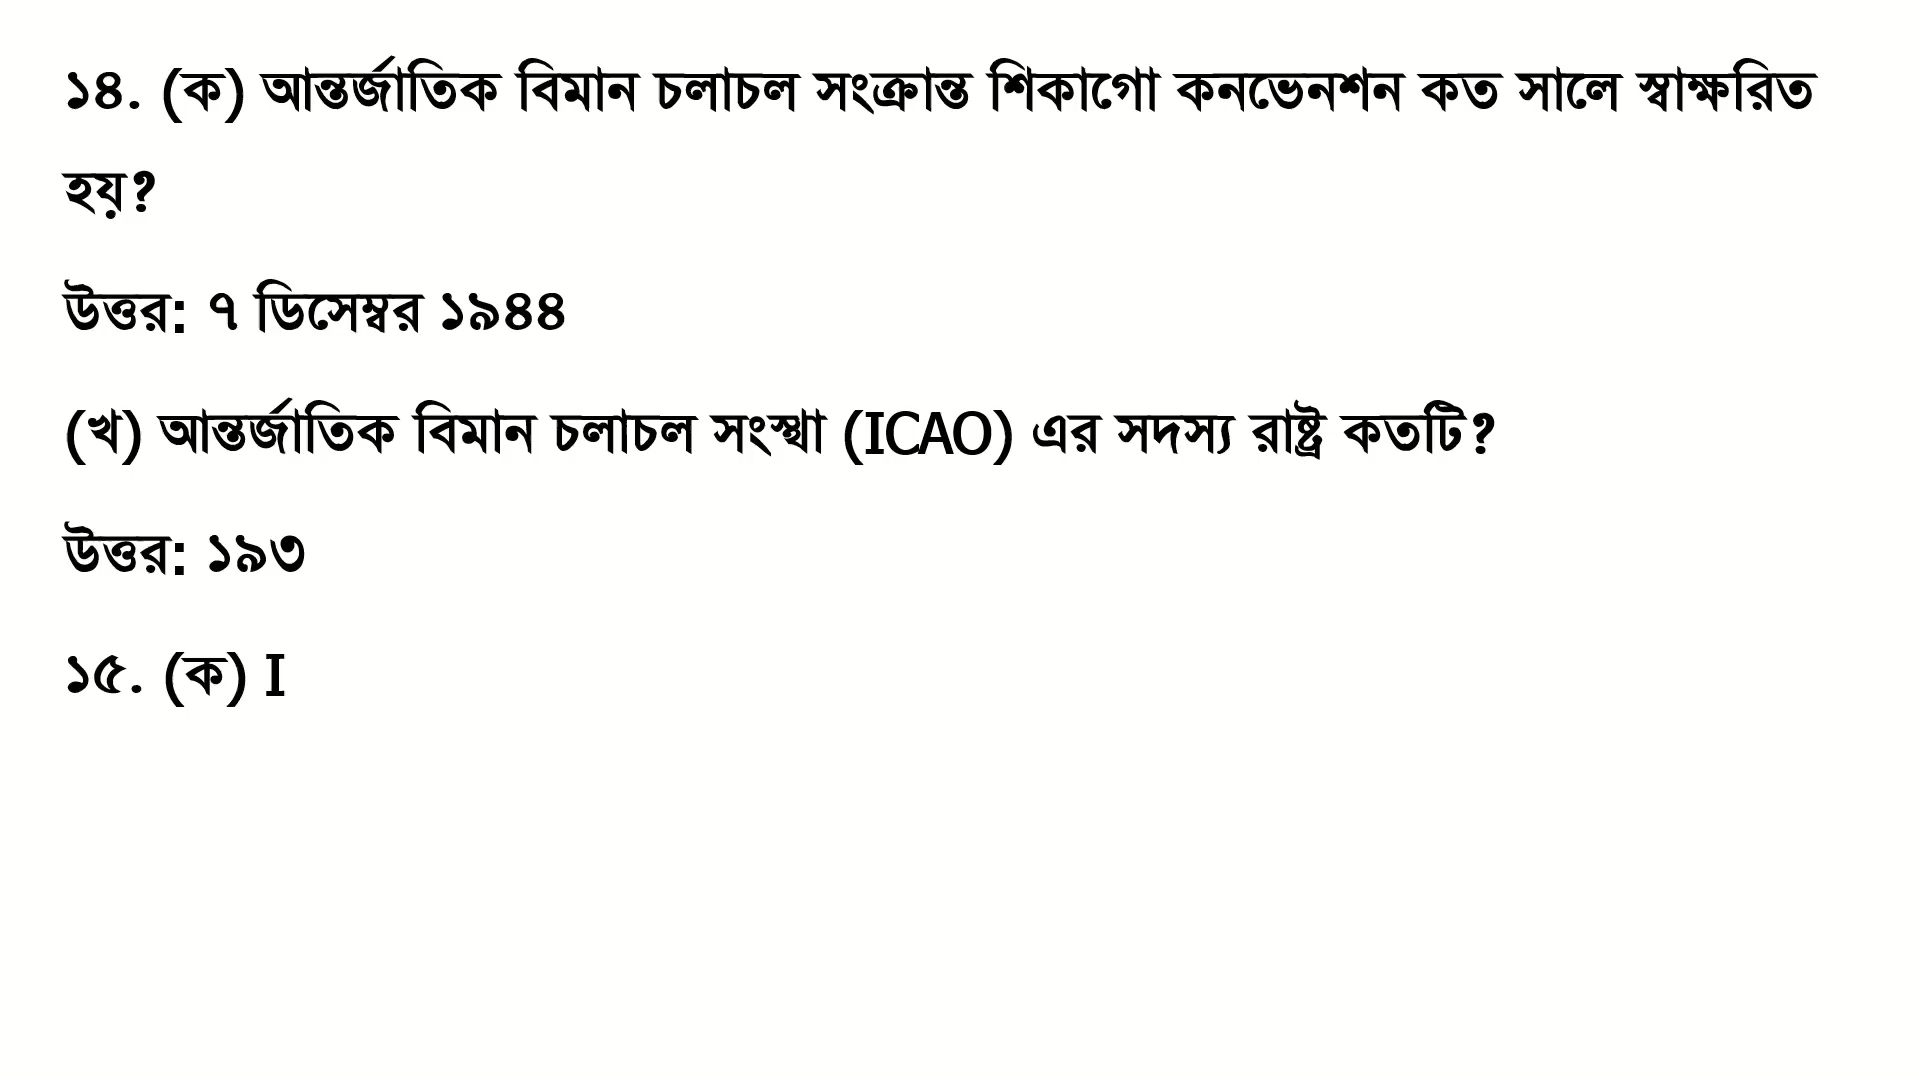 ১৪. (ক) আন্তর্জাতিক বিমান চলাচল সংক্রান্ত শিকাগো কনভেনশন কত সালে স্বাক্ষরিত
হয়?
উত্তর: ৭ ডিসেম্বর ১৯৪৪
(খ) আন্তর্জাতিক বিমান চলাচল সংস্থা (ICAO) এর সদস্য রাষ্ট্র কতটি?
উত্তর: ১৯৩
১৫. (ক) I